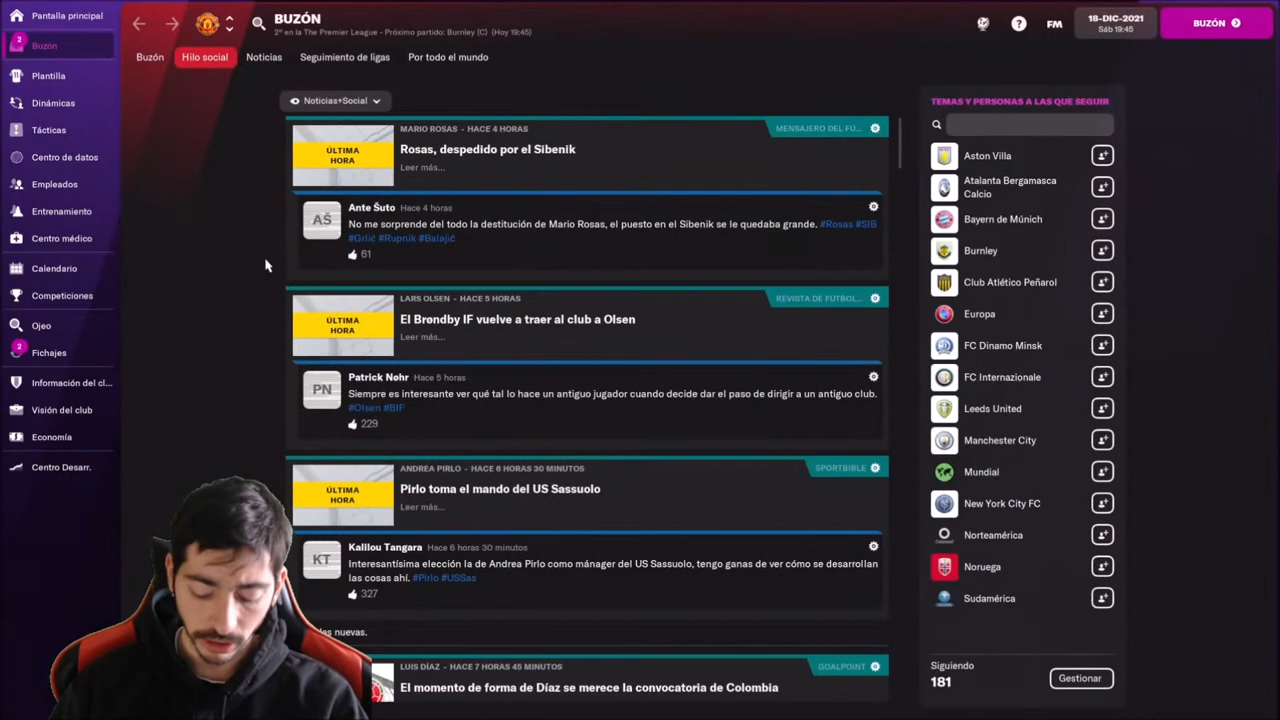 Pantalla principal
2
Buzón
Plantilla
Dinámicas
Tácticas
Centro de datos
Empleados
Entrenamiento
Centro médico
Calendario
Competiciones
Ojeo
2
Fichajes
Información del cl...
Visión del club
Economía
Centro Desarr.
BUZÓN
2º en la The Premier League - Próximo partido: Burnley (C) (Hoy 19:45)
?
FM
18-DIC-2021
Sáb 19:45
BUZÓN
Buzón
Hilo social
Noticias
Seguimiento de ligas
Por todo el mundo
Noticias+Social
ÚLTIMA
HORA
MARIO ROSAS - HACE 4 HORAS
MENSAJERO DEL FÚ...
Rosas, despedido por el Sibenik
Leer más...
AŠ
Ante Šuto Hace 4 horas
No me sorprende del todo la destitución de Mario Rosas, el puesto en el Sibenik se le quedaba grande. #Rosas #SIB
#Grlić #Rupnik #Balajić
61
ÚLTIMA
HORA
LARS OLSEN - HACE 5 HORAS
REVISTA DE FÚTBOL...
El Brondby IF vuelve a traer al club a Olsen
Leer más...
PN
Patrick Nøhr Hace 5 horas
Siempre es interesante ver qué tal lo hace un antiguo jugador cuando decide dar el paso de dirigir a un antiguo club.
#Olsen #BIF
229
ÚLTIMA
HORA
ANDREA PIRLO - HACE 6 HORAS 30 MINUTOS
SPORTBIBLE
Pirlo toma el mando del US Sassuolo
Leer más...
KT
Kalilou Tangara Hace 6 horas 30 minutos
Interesantísima elección la de Andrea Pirlo como mánager del US Sassuolo, tengo ganas de ver cómo se desarrollan
las cosas ahí. #Pirlo #USSas
327
nuevas.
LUIS DÍAZ - HACE 7 HORAS 45 MINUTOS
GOALPOINT
El momento de forma de Díaz se merece la convocatoria de Colombia
TEMAS Y PERSONAS A LAS QUE SEGUIR
Aston Villa
Atalanta Bergamasca
Calcio
Bayern de Múnich
Burnley
Club Atlético Peñarol
Europa
FC Dinamo Minsk
FC Internazionale
Leeds United
Manchester City
Mundial
New York City FC
Norteamérica
Noruega
Sudamérica
Siguiendo
181
Gestionar